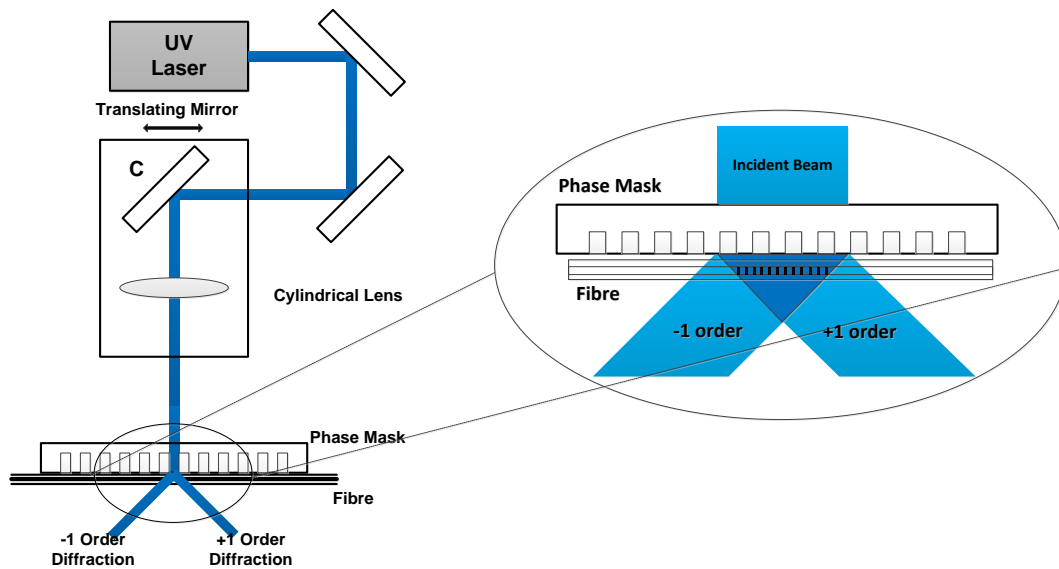 UV
Laser
Translating Mirror
C
Cylindrical Lens
Phase Mask
Fibre
-1 Order
Diffraction
+1 Order
Diffraction
Incident Beam
Phase Mask
Fibre
-1 order
+1 order